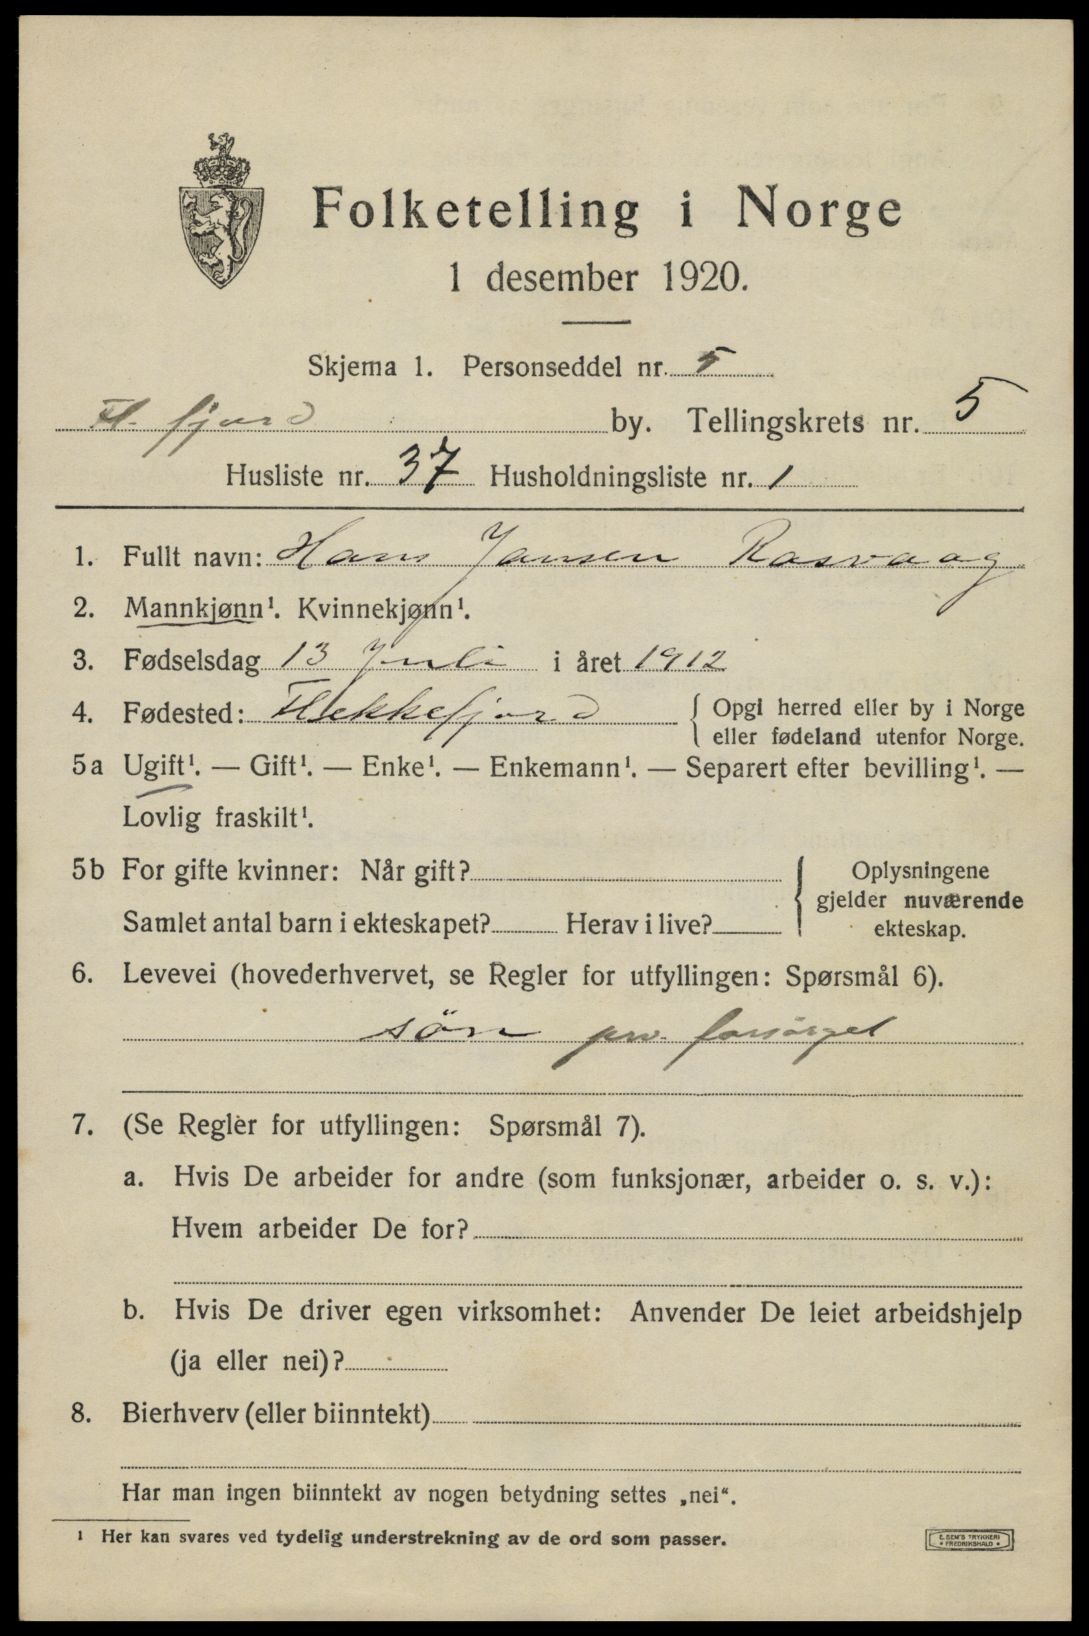 Folketelling i Norge
1 desember 1920.
Skjema 1. Personseddel nr. 5
Fl. fjord by. Tellingskrets nr. 5
Husliste nr. 37 Husholdningsliste nr. 1
1. Fullt navn: Hans Jansen Rasvaag
2. Mannkjønn¹. Kvinnekjønn¹.
3. Fødselsdag 13 Juli i året 1912
4. Fødested: Flekkefjord { Opgi herred eller by i Norge
eller fødeland utenfor Norge.
5a Ugift¹. — Gift¹. — Enke¹. — Enkemann¹. — Separert efter bevilling¹. —
Lovlig fraskilt¹.
5b For gifte kvinner: Når gift?
Samlet antal barn i ekteskapet? Herav i live?
{ Oplysningene
gjelder nuværende
ekteskap.
6. Levevei (hovederhvervet, se Regler for utfyllingen: Spørsmål 6).
søn prv. forsørget
7. (Se Regler for utfyllingen: Spørsmål 7).
a. Hvis De arbeider for andre (som funksjonær, arbeider o. s. v.):
Hvem arbeider De for?
b. Hvis De driver egen virksomhet: Anvender De leiet arbeidshjelp
(ja eller nei)?
8. Bierhverv (eller biinntekt)
Har man ingen biinntekt av nogen betydning settes „nei“.
¹ Her kan svares ved tydelig understrekning av de ord som passer.
E. SEM'S TRYKKERI
• FREDRIKSHALD •